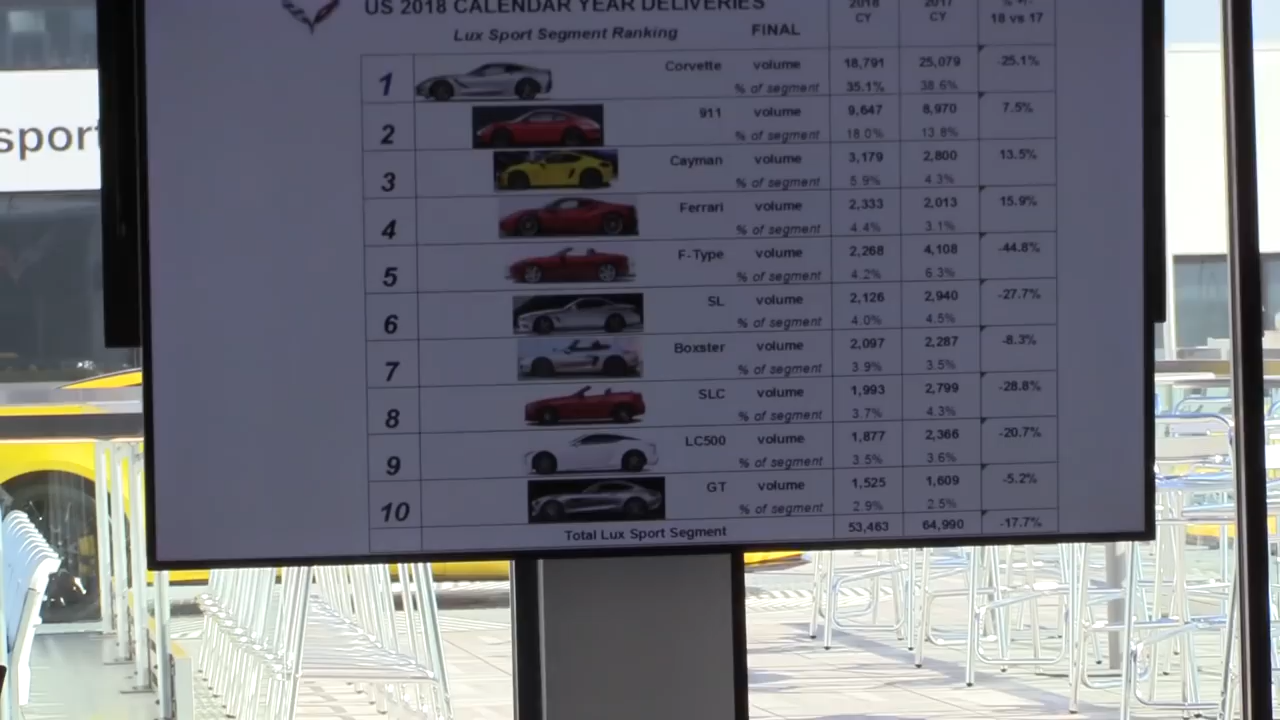 US 2018 CALENDAR YEAR DELIVERIES
2018 2017 % +/-
CY CY 18 vs 17
Lux Sport Segment Ranking FINAL
sport
1 Corvette volume 18,791 25,079 -25.1%
% of segment 35.1% 38.6%
2 911 volume 9,647 8,970 7.5%
% of segment 18.0% 13.8%
3 Cayman volume 3,179 2,800 13.5%
% of segment 5.9% 4.3%
4 Ferrari volume 2,333 2,013 15.9%
% of segment 4.4% 3.1%
5 F-Type volume 2,268 4,108 -44.8%
% of segment 4.2% 6.3%
6 SL volume 2,126 2,940 -27.7%
% of segment 4.0% 4.5%
7 Boxster volume 2,097 2,287 -8.3%
% of segment 3.9% 3.5%
8 SLC volume 1,993 2,799 -28.8%
% of segment 3.7% 4.3%
9 LC500 volume 1,877 2,366 -20.7%
% of segment 3.5% 3.6%
10 GT volume 1,525 1,609 -5.2%
% of segment 2.9% 2.5%
Total Lux Sport Segment 53,463 64,990 -17.7%